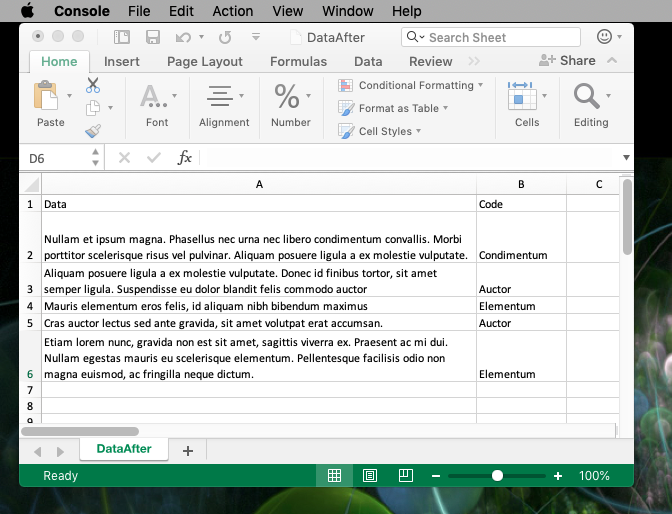 Console File Edit Action View Window Help
DataAfter
Search Sheet
Home Insert Page Layout Formulas Data Review Share
Paste
Font
Alignment
%
Number
Conditional Formatting
Format as Table
Cell Styles
Cells
Editing
D6 fx
A B C
1 Data Code
Nullam et ipsum magna. Phasellus nec urna nec libero condimentum convallis. Morbi
2 porttitor scelerisque risus vel pulvinar. Aliquam posuere ligula a ex molestie vulputate. Condimentum
Aliquam posuere ligula a ex molestie vulputate. Donec id finibus tortor, sit amet
3 semper ligula. Suspendisse eu dolor blandit felis commodo auctor Auctor
4 Mauris elementum eros felis, id aliquam nibh bibendum maximus Elementum
5 Cras auctor lectus sed ante gravida, sit amet volutpat erat accumsan. Auctor
Etiam lorem nunc, gravida non est sit amet, sagittis viverra ex. Praesent ac mi dui.
Nullam egestas mauris eu scelerisque elementum. Pellentesque facilisis odio non
6 magna euismod, ac fringilla neque dictum. Elementum
7
8
9
DataAfter +
Ready 100%